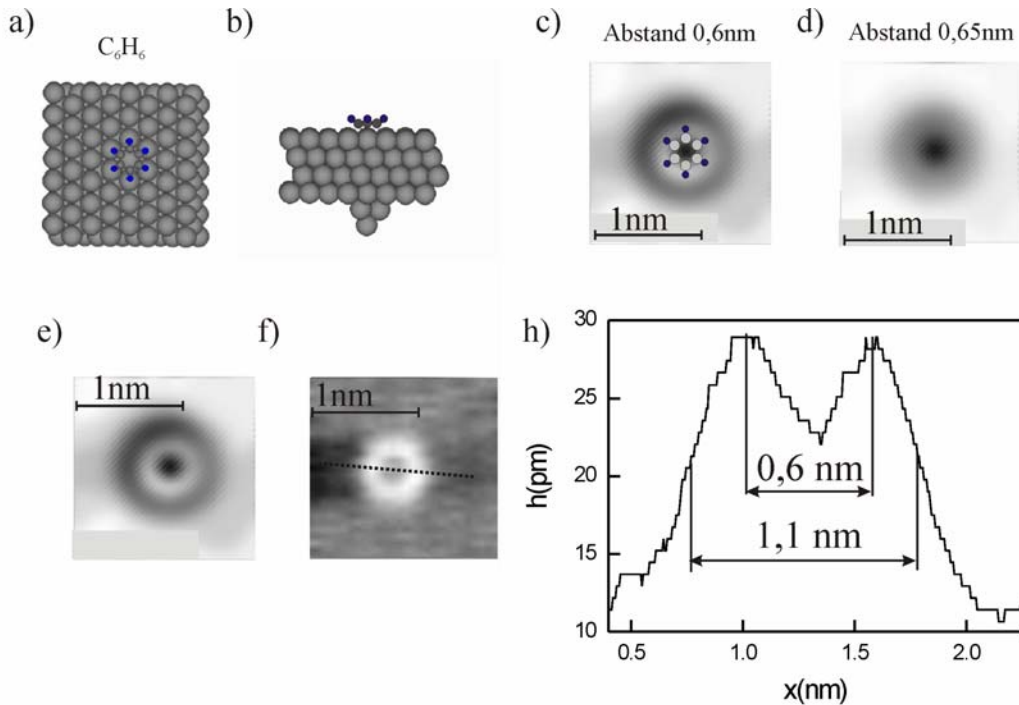 a)
C6H6
b)
c)
Abstand 0,6nm
1nm
d)
Abstand 0,65nm
1nm
e)
1nm
f)
1nm
h)
30
25
20
15
10
h(pm)
0,6 nm
1,1 nm
0.5 1.0 1.5 2.0
x(nm)